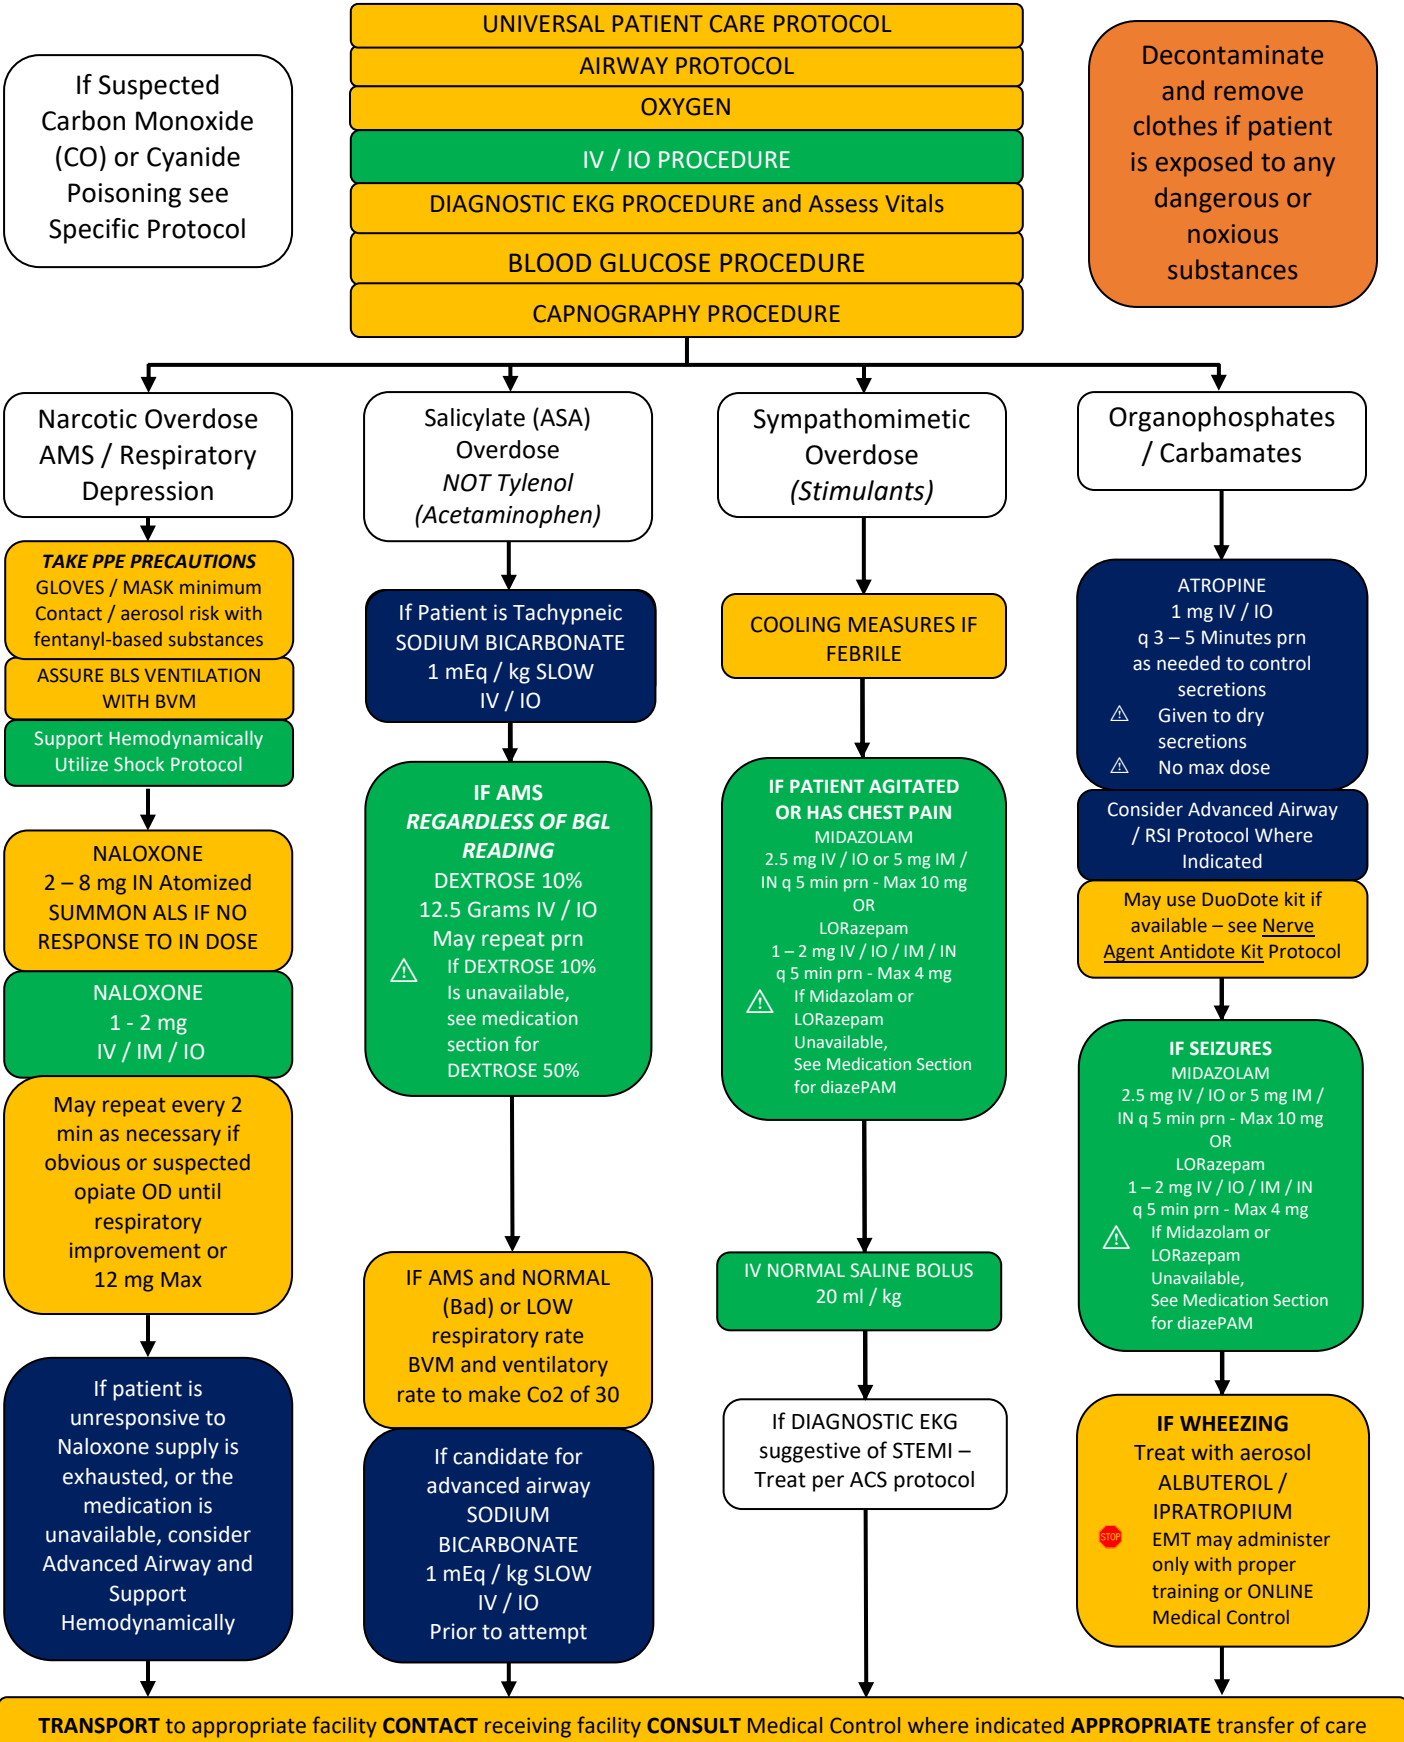 UNIVERSAL PATIENT CARE PROTOCOL
AIRWAY PROTOCOL
OXYGEN
IV / IO PROCEDURE
DIAGNOSTIC EKG PROCEDURE and Assess Vitals
BLOOD GLUCOSE PROCEDURE
CAPNOGRAPHY PROCEDURE
If Suspected
Carbon Monoxide
(CO) or Cyanide
Poisoning see
Specific Protocol
Decontaminate
and remove
clothes if patient
is exposed to any
dangerous or
noxious
substances
Narcotic Overdose
AMS / Respiratory
Depression
TAKE PPE PRECAUTIONS
GLOVES / MASK minimum
Contact / aerosol risk with
fentanyl-based substances
ASSURE BLS VENTILATION
WITH BVM
Support Hemodynamically
Utilize Shock Protocol
NALOXONE
2 – 8 mg IN Atomized
SUMMON ALS IF NO
RESPONSE TO IN DOSE
NALOXONE
1 - 2 mg
IV / IM / IO
May repeat every 2
min as necessary if
obvious or suspected
opiate OD until
respiratory
improvement or
12 mg Max
If patient is
unresponsive to
Naloxone supply is
exhausted, or the
medication is
unavailable, consider
Advanced Airway and
Support
Hemodynamically
Salicylate (ASA)
Overdose
NOT Tylenol
(Acetaminophen)
If Patient is Tachypneic
SODIUM BICARBONATE
1 mEq / kg SLOW
IV / IO
IF AMS
REGARDLESS OF BGL
READING
DEXTROSE 10%
12.5 Grams IV / IO
May repeat prn
If DEXTROSE 10%
Is unavailable,
see medication
section for
DEXTROSE 50%
IF AMS and NORMAL
(Bad) or LOW
respiratory rate
BVM and ventilatory
rate to make Co2 of 30
If candidate for
advanced airway
SODIUM
BICARBONATE
1 mEq / kg SLOW
IV / IO
Prior to attempt
Sympathomimetic
Overdose
(Stimulants)
COOLING MEASURES IF
FEBRILE
IF PATIENT AGITATED
OR HAS CHEST PAIN
MIDAZOLAM
2.5 mg IV / IO or 5 mg IM /
IN q 5 min prn - Max 10 mg
OR
LORazepam
1 – 2 mg IV / IO / IM / IN
q 5 min prn - Max 4 mg
If Midazolam or
LORazepam
Unavailable,
See Medication Section
for diazePAM
IV NORMAL SALINE BOLUS
20 ml / kg
If DIAGNOSTIC EKG
suggestive of STEMI –
Treat per ACS protocol
Organophosphates
/ Carbamates
ATROPINE
1 mg IV / IO
q 3 – 5 Minutes prn
as needed to control
secretions
Given to dry
secretions
No max dose
Consider Advanced Airway
/ RSI Protocol Where
Indicated
May use DuoDote kit if
available – see Nerve
Agent Antidote Kit Protocol
IF SEIZURES
MIDAZOLAM
2.5 mg IV / IO or 5 mg IM /
IN q 5 min prn - Max 10 mg
OR
LORazepam
1 – 2 mg IV / IO / IM / IN
q 5 min prn - Max 4 mg
If Midazolam or
LORazepam
Unavailable,
See Medication Section
for diazePAM
IF WHEEZING
Treat with aerosol
ALBUTEROL /
IPRATROPIUM
STOP
EMT may administer
only with proper
training or ONLINE
Medical Control
TRANSPORT to appropriate facility CONTACT receiving facility CONSULT Medical Control where indicated APPROPRIATE transfer of care